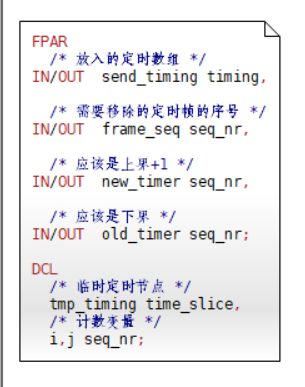 FPAR
/* 放入的定时数组 */
IN/OUT send_timing timing,
/* 需要移除的定时帧的序号 */
IN/OUT frame_seq seq_nr,
/* 应该是上界+1 */
IN/OUT new_timer seq_nr,
/* 应该是下界 */
IN/OUT old_timer seq_nr;
DCL
/* 临时定时节点 */
tmp_timing time_slice,
/* 计数变量 */
i,j seq_nr;